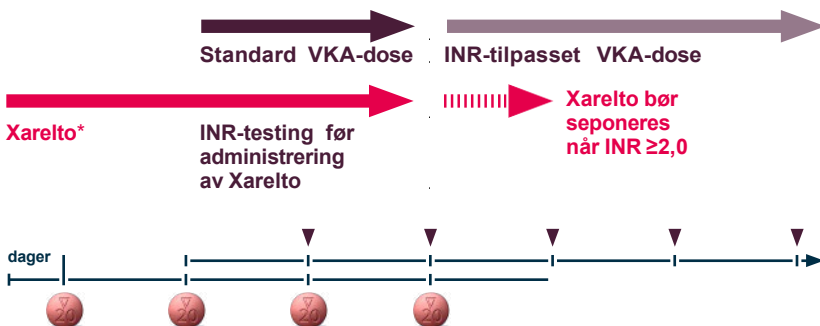 Standard VKA-dose
INR-tilpasset VKA-dose
Xarelto*
INR-testing før
administrering
av Xarelto
Xarelto bør
seponeres
når INR ≥2,0
dager
20
20
20
20